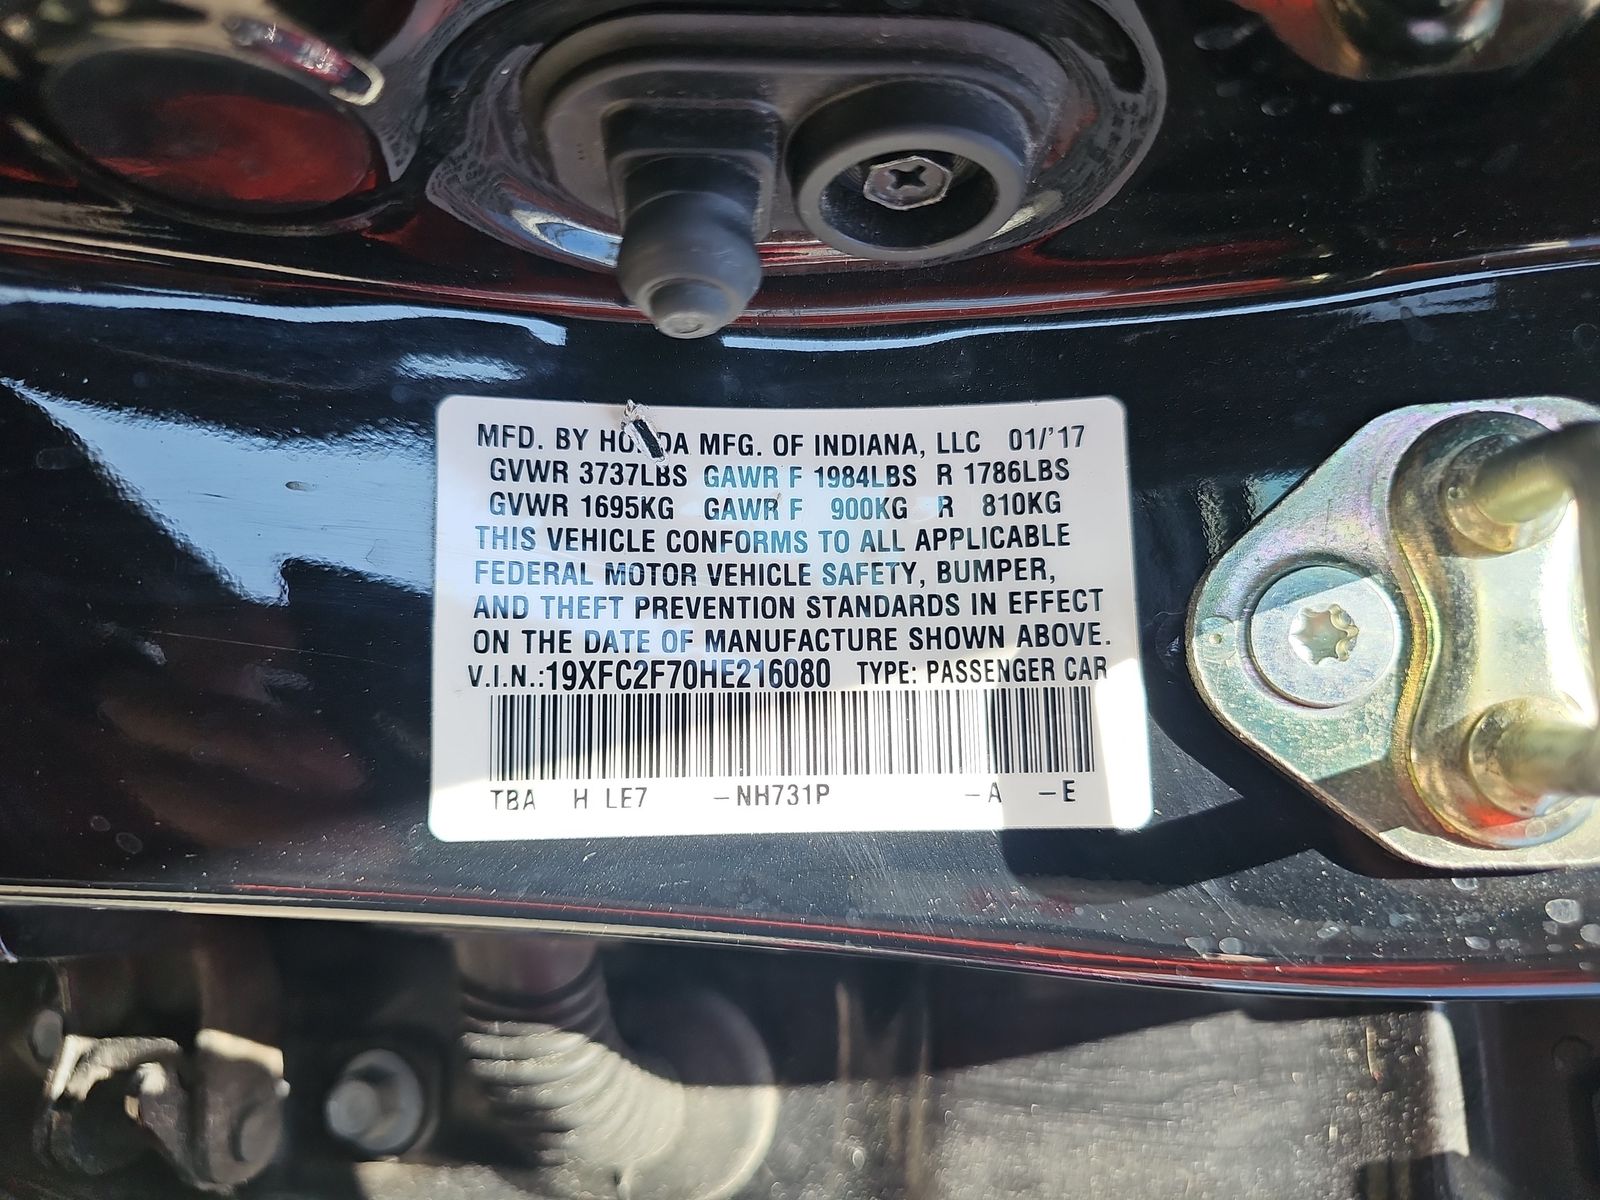 MFD. BY HONDA MFG. OF INDIANA, LLC 01/'17
GVWR 3737LBS GAWR F 1984LBS R 1786LBS
GVWR 1695KG GAWR F 900KG R 810KG
THIS VEHICLE CONFORMS TO ALL APPLICABLE
FEDERAL MOTOR VEHICLE SAFETY, BUMPER,
AND THEFT PREVENTION STANDARDS IN EFFECT
ON THE DATE OF MANUFACTURE SHOWN ABOVE.
V.I.N.:19XFC2F70HE216080 TYPE: PASSENGER CAR
TBA H LE7 –NH731P –A –E